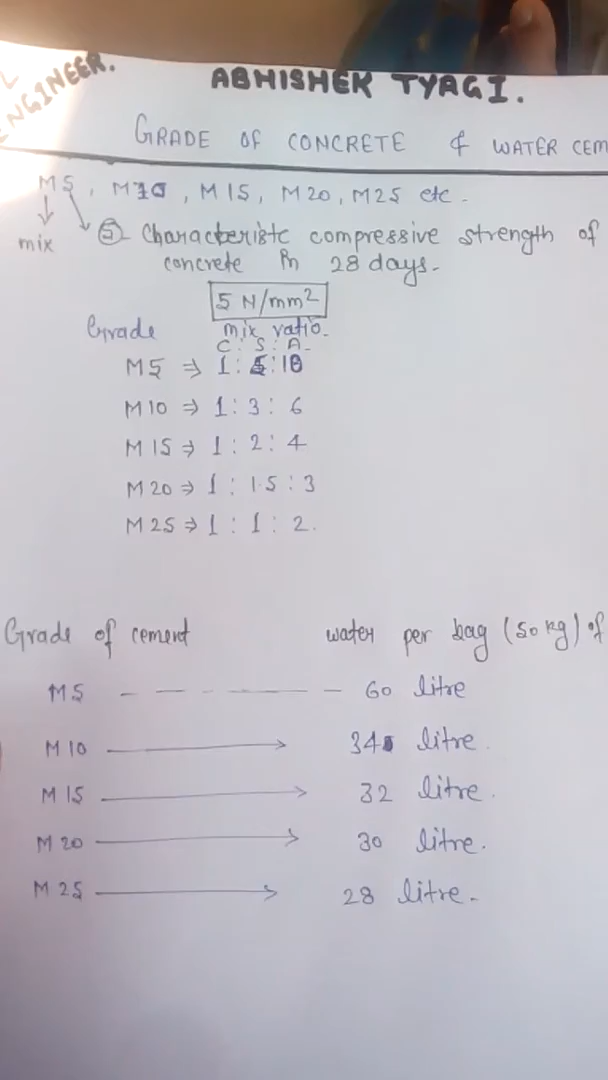 L
ENGINEER.
ABHISHEK TYAGI.
GRADE OF CONCRETE & WATER CEM
M5, M10, M15, M20, M25 etc.
mix
5 Characteristc compressive strength of
concrete in 28 days.
5 N/mm²
Grade mix ratio.
C : S : A.
M5 ⇒ 1 : 5 : 10
M10 ⇒ 1 : 3 : 6
M15 ⇒ 1 : 2 : 4
M20 ⇒ 1 : 1.5 : 3
M25 ⇒ 1 : 1 : 2.
Grade of cement water per bag (50 kg) of
M5 — — — — — 60 litre
M10 → 34 litre.
M15 → 32 litre.
M20 → 30 litre.
M25 → 28 litre.